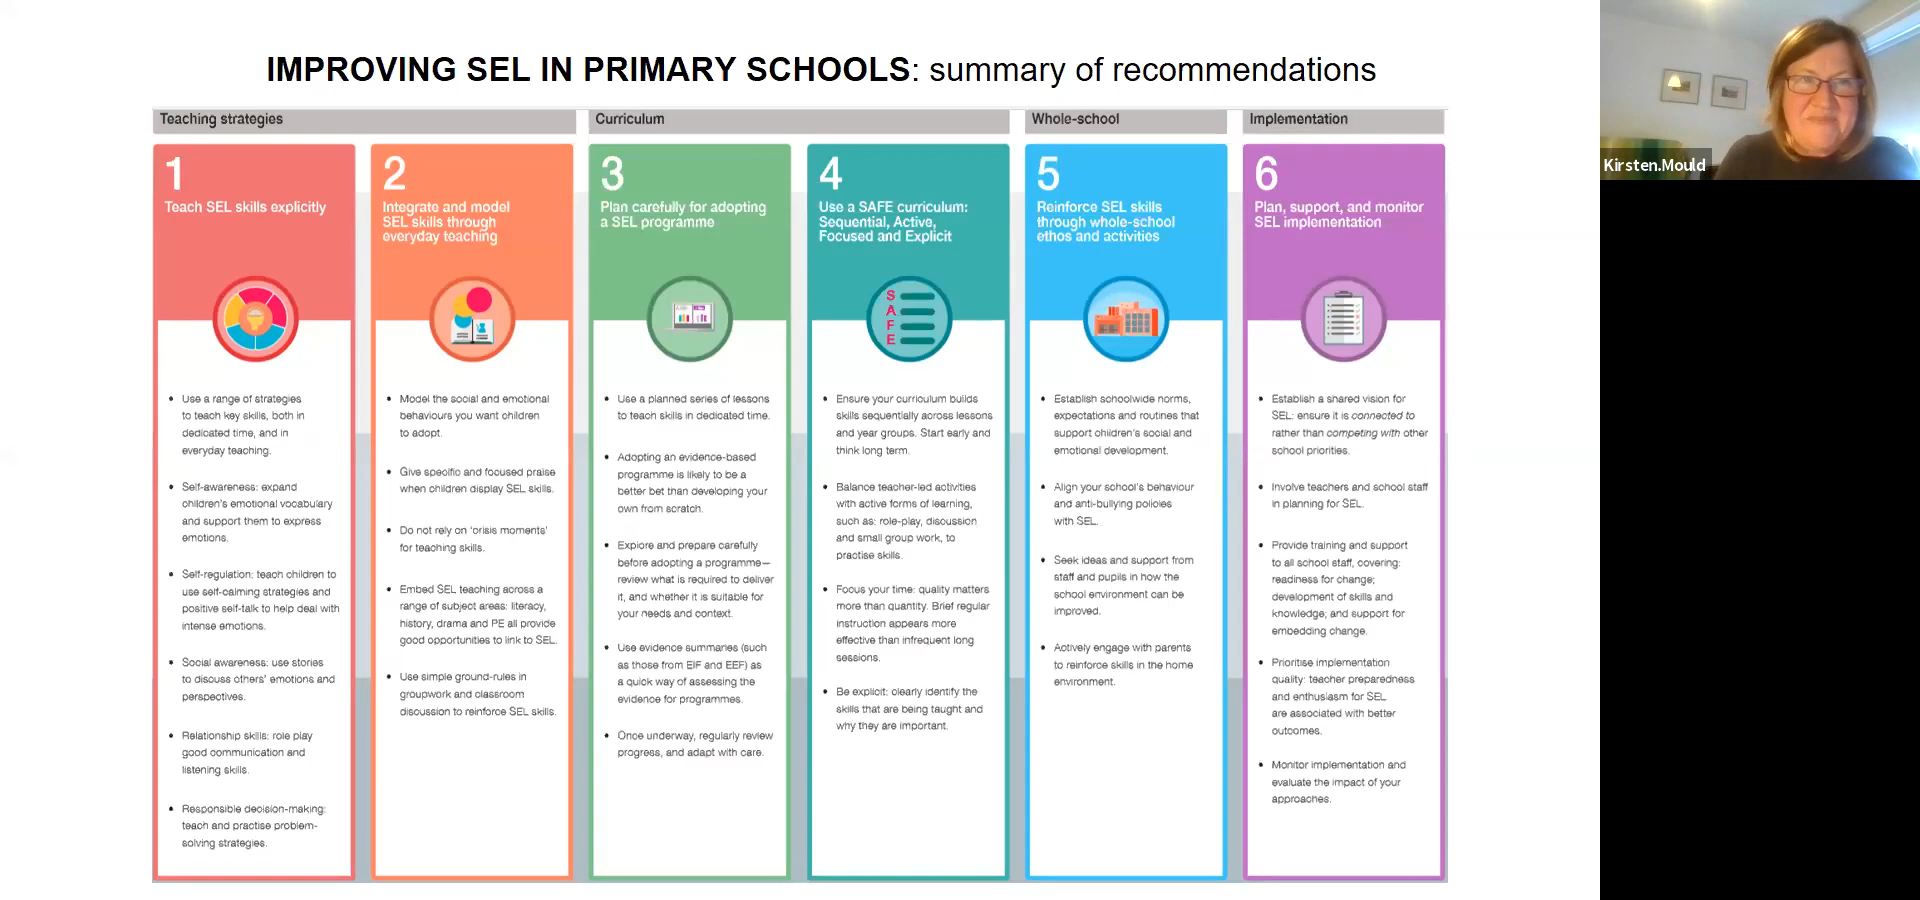 IMPROVING SEL IN PRIMARY SCHOOLS: summary of recommendations
Teaching strategies
1
Teach SEL skills explicitly
• Use a range of strategies
to teach key skills, both in
dedicated time, and in
everyday teaching.
• Self-awareness: expand
children's emotional vocabulary
and support them to express
emotions.
• Self-regulation: teach children to
use self-calming strategies and
positive self-talk to help deal with
intense emotions.
• Social awareness: use stories
to discuss others' emotions and
perspectives.
• Relationship skills: role play
good communication and
listening skills.
• Responsible decision-making:
teach and practise problem-
solving strategies.
2
Integrate and model
SEL skills through
everyday teaching
• Model the social and emotional
behaviours you want children
to adopt.
• Give specific and focused praise
when children display SEL skills.
• Do not rely on 'crisis moments'
for teaching skills.
• Embed SEL teaching across a
range of subject areas: literacy,
history, drama and PE all provide
good opportunities to link to SEL.
• Use simple ground-rules in
groupwork and classroom
discussion to reinforce SEL skills.
Curriculum
3
Plan carefully for adopting
a SEL programme
• Use a planned series of lessons
to teach skills in dedicated time.
• Adopting an evidence-based
programme is likely to be a
better bet than developing your
own from scratch.
• Explore and prepare carefully
before adopting a programme—
review what is required to deliver
it, and whether it is suitable for
your needs and context.
• Use evidence summaries (such
as those from EIF and EEF) as
a quick way of assessing the
evidence for programmes.
• Once underway, regularly review
progress, and adapt with care.
4
Use a SAFE curriculum:
Sequential, Active,
Focused and Explicit
S
A
F
E
• Ensure your curriculum builds
skills sequentially across lessons
and year groups. Start early and
think long term.
• Balance teacher-led activities
with active forms of learning,
such as: role-play, discussion
and small group work, to
practise skills.
• Focus your time: quality matters
more than quantity. Brief regular
instruction appears more
effective than infrequent long
sessions.
• Be explicit: clearly identify the
skills that are being taught and
why they are important.
Whole-school
5
Reinforce SEL skills
through whole-school
ethos and activities
• Establish schoolwide norms,
expectations and routines that
support children's social and
emotional development.
• Align your school's behaviour
and anti-bullying policies
with SEL.
• Seek ideas and support from
staff and pupils in how the
school environment can be
improved.
• Actively engage with parents
to reinforce skills in the home
environment.
Implementation
6
Plan, support, and monitor
SEL implementation
• Establish a shared vision for
SEL: ensure it is connected to
rather than competing with other
school priorities.
• Involve teachers and school staff
in planning for SEL.
• Provide training and support
to all school staff, covering:
readiness for change;
development of skills and
knowledge; and support for
embedding change.
• Prioritise implementation
quality: teacher preparedness
and enthusiasm for SEL
are associated with better
outcomes.
• Monitor implementation and
evaluate the impact of your
approaches.
Kirsten.Mould